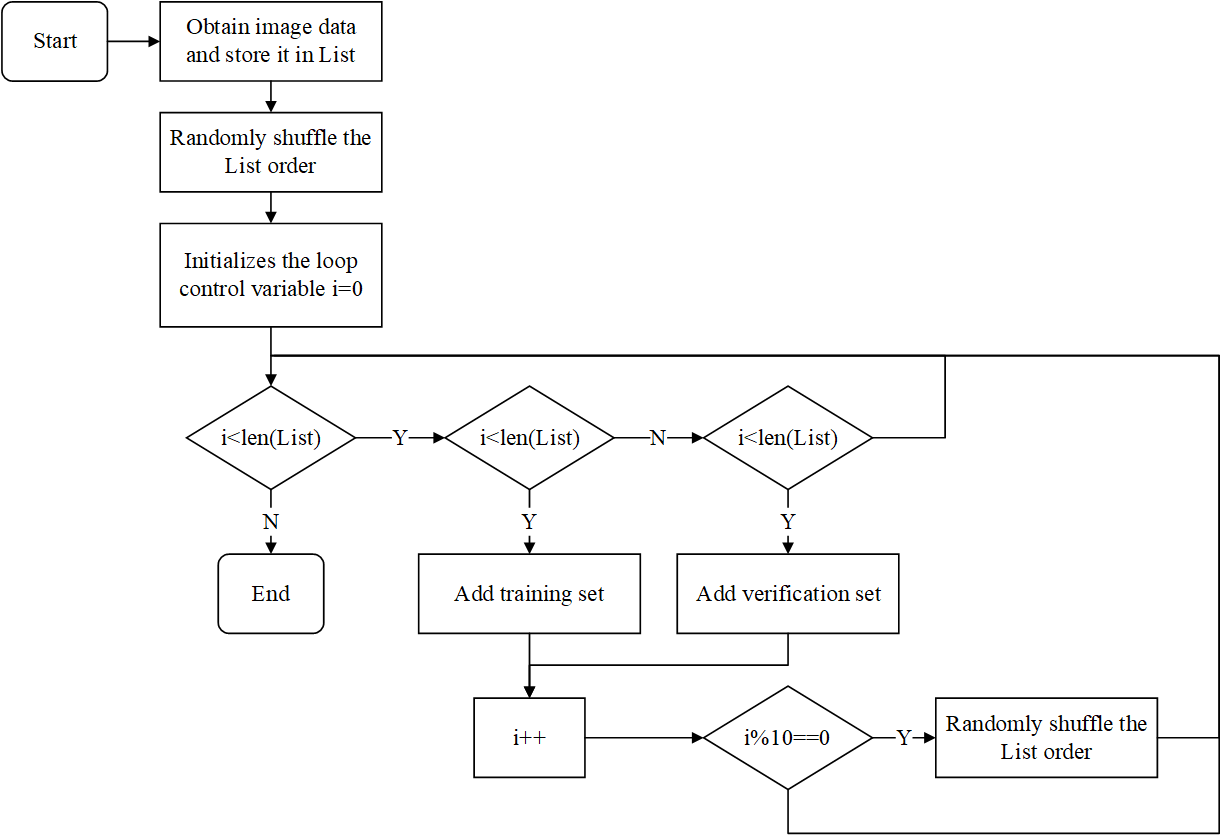 Start
Obtain image data
and store it in List
Randomly shuffle the
List order
Initializes the loop
control variable i=0
i<len(List)
Y
i<len(List)
N
i<len(List)
N
Y
Y
End
Add training set
Add verification set
i++
i%10==0
Y
Randomly shuffle the
List order